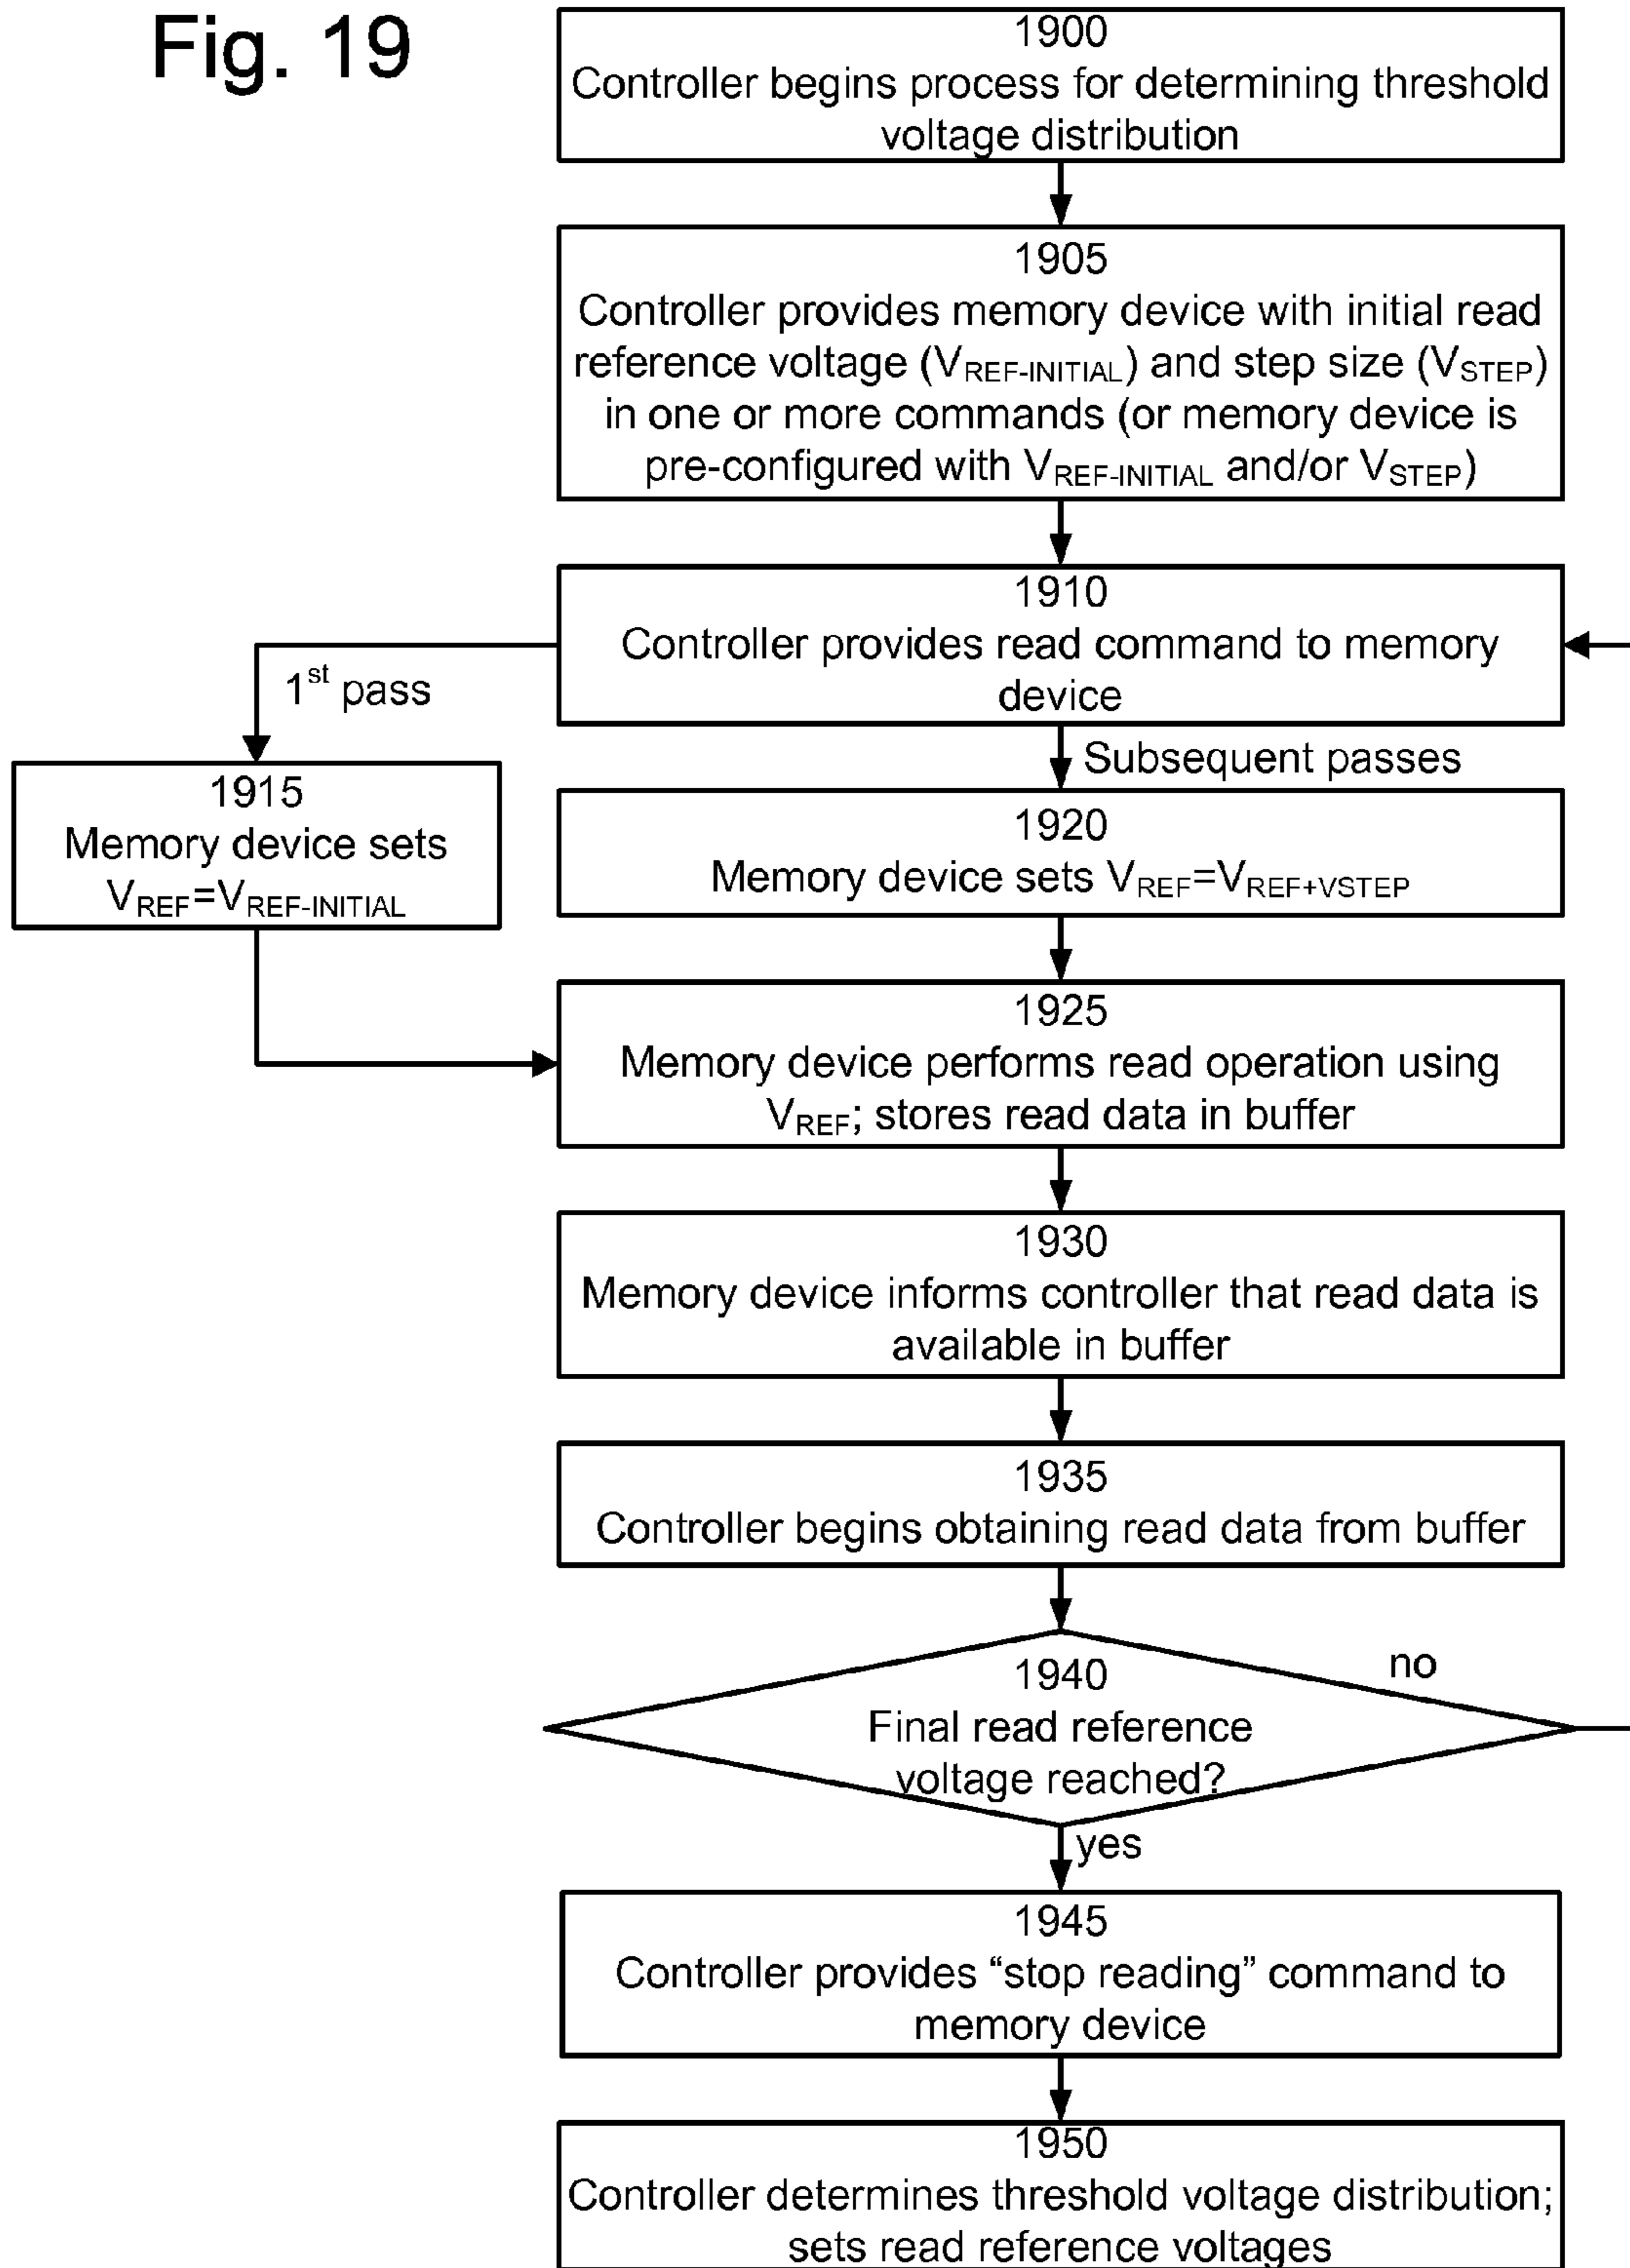 Fig. 19
1900
Controller begins process for determining threshold
voltage distribution
1905
Controller provides memory device with initial read
reference voltage (VREF-INITIAL) and step size (VSTEP)
in one or more commands (or memory device is
pre-configured with VREF-INITIAL and/or VSTEP)
1910
Controller provides read command to memory
device
1st pass
Subsequent passes
1915
Memory device sets
VREF=VREF-INITIAL
1920
Memory device sets VREF=VREF+VSTEP
1925
Memory device performs read operation using
VREF; stores read data in buffer
1930
Memory device informs controller that read data is
available in buffer
1935
Controller begins obtaining read data from buffer
1940
Final read reference
voltage reached?
no
yes
1945
Controller provides “stop reading” command to
memory device
1950
Controller determines threshold voltage distribution;
sets read reference voltages